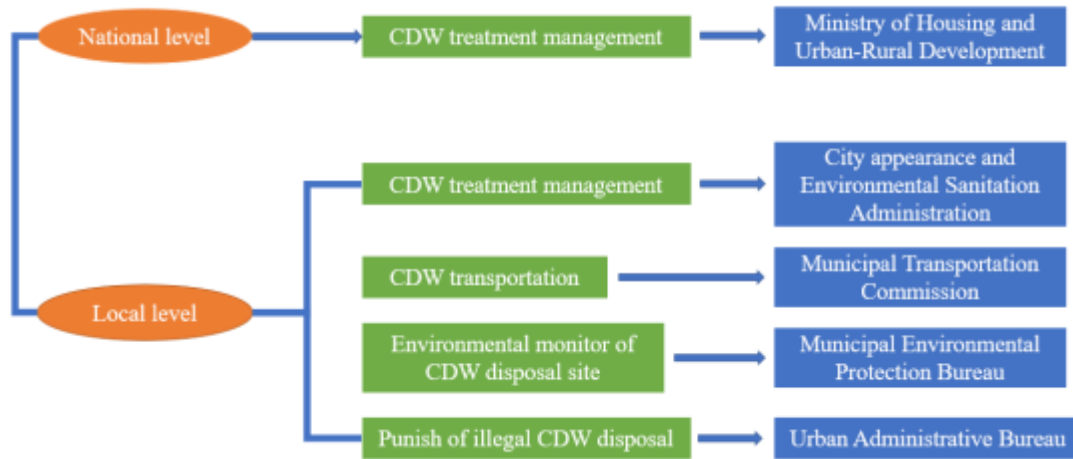 National level
CDW treatment management
Ministry of Housing and
Urban-Rural Development
CDW treatment management
City appearance and
Environmental Sanitation
Administration
CDW transportation
Municipal Transportation
Commission
Local level
Environmental monitor of
CDW disposal site
Municipal Environmental
Protection Bureau
Punish of illegal CDW disposal
Urban Administrative Bureau